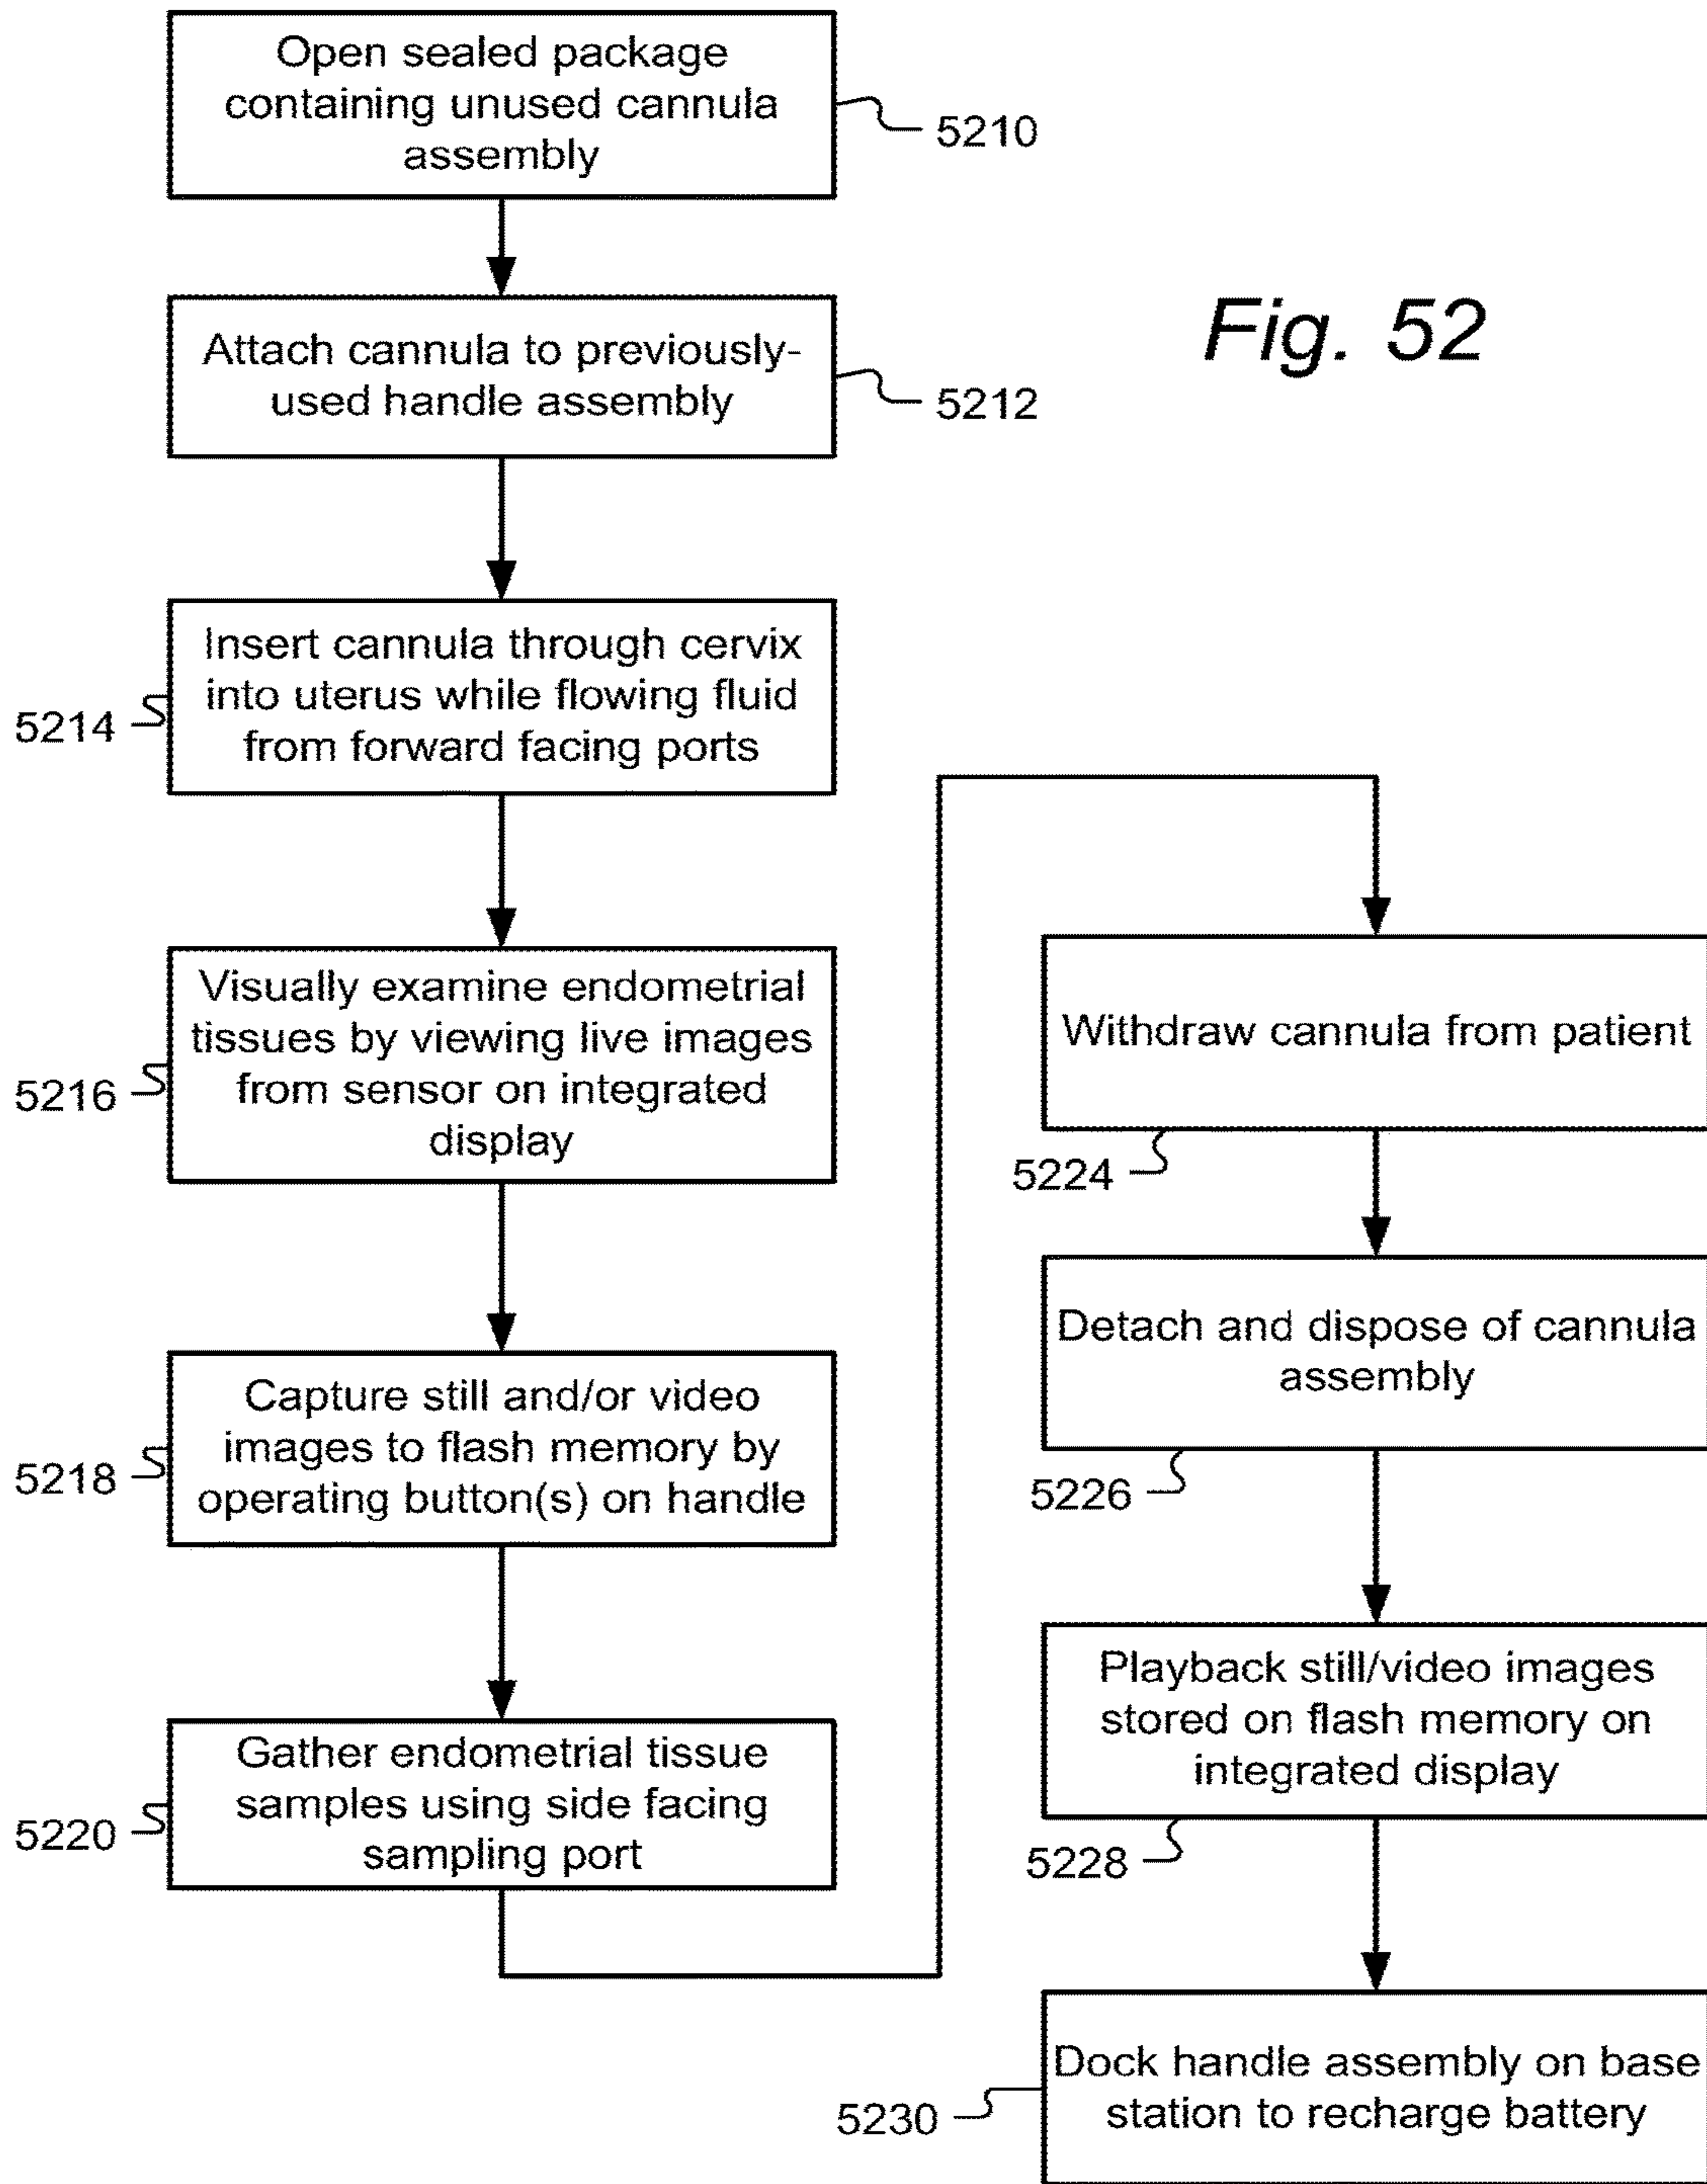 Open sealed package
containing unused cannula
assembly
5210
Fig. 52
Attach cannula to previously-
used handle assembly
5212
Insert cannula through cervix
into uterus while flowing fluid
from forward facing ports
5214
Visually examine endometrial
tissues by viewing live images
from sensor on integrated
display
5216
Capture still and/or video
images to flash memory by
operating button(s) on handle
5218
Gather endometrial tissue
samples using side facing
sampling port
5220
Withdraw cannula from patient
5224
Detach and dispose of cannula
assembly
5226
Playback still/video images
stored on flash memory on
integrated display
5228
Dock handle assembly on base
station to recharge battery
5230